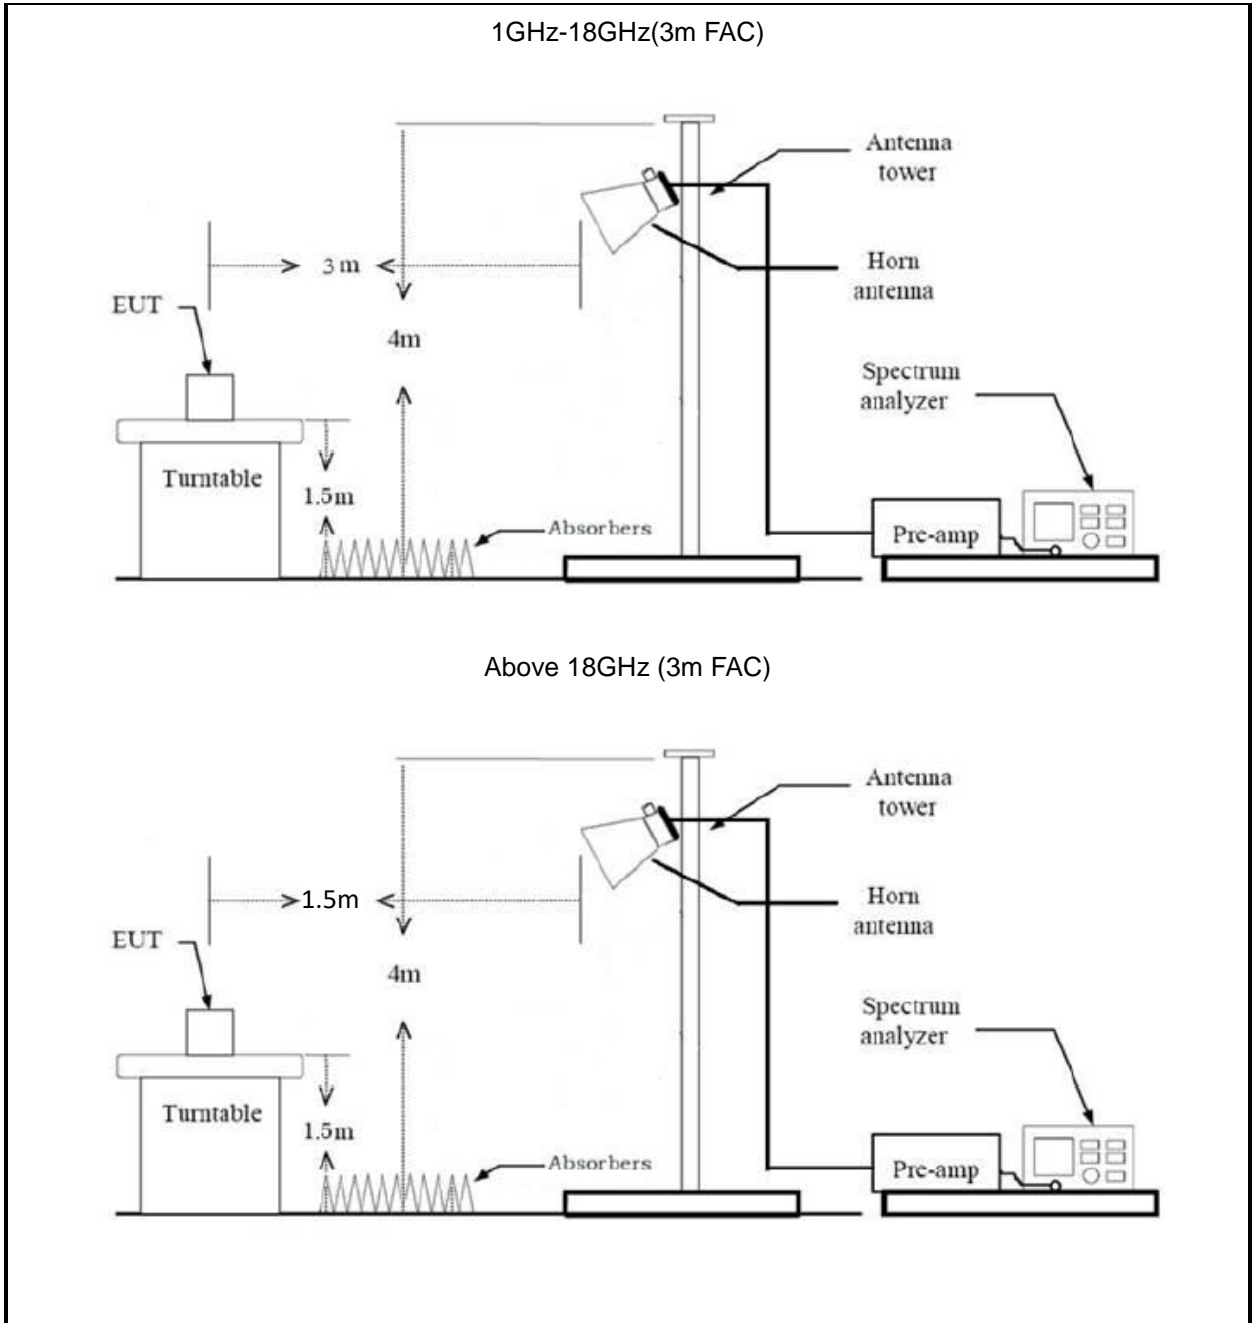 1GHz-18GHz(3m FAC)
Antenna
tower
3 m
Horn
antenna
EUT
4m
Spectrum
analyzer
Turntable
1.5m
Absorbers
Pre-amp
Above 18GHz (3m FAC)
Antenna
tower
1.5m
Horn
antenna
EUT
4m
Spectrum
analyzer
Turntable
1.5m
Absorbers
Pre-amp